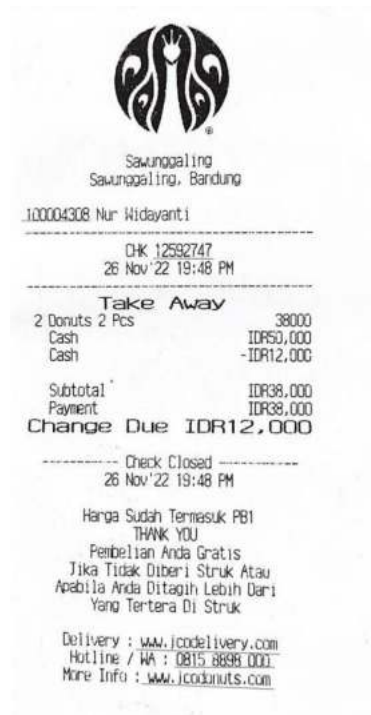 Sawunggaling
Sawunggaling, Bandung
100004308 Nur Widayanti
CHK 12592747
26 Nov'22 19:48 PM
Take Away
2 Donuts 2 Pcs 38000
Cash IDR50,000
Cash -IDR12,000
Subtotal IDR38,000
Payment IDR38,000
Change Due IDR12,000
---------- Check Closed ----------
26 Nov'22 19:48 PM
Harga Sudah Termasuk PB1
THANK YOU
Pembelian Anda Gratis
Jika Tidak Diberi Struk Atau
Apabila Anda Ditagih Lebih Dari
Yang Tertera Di Struk
Delivery : www.jcodelivery.com
Hotline / WA : 0815 8898 000
More Info : www.jcodonuts.com